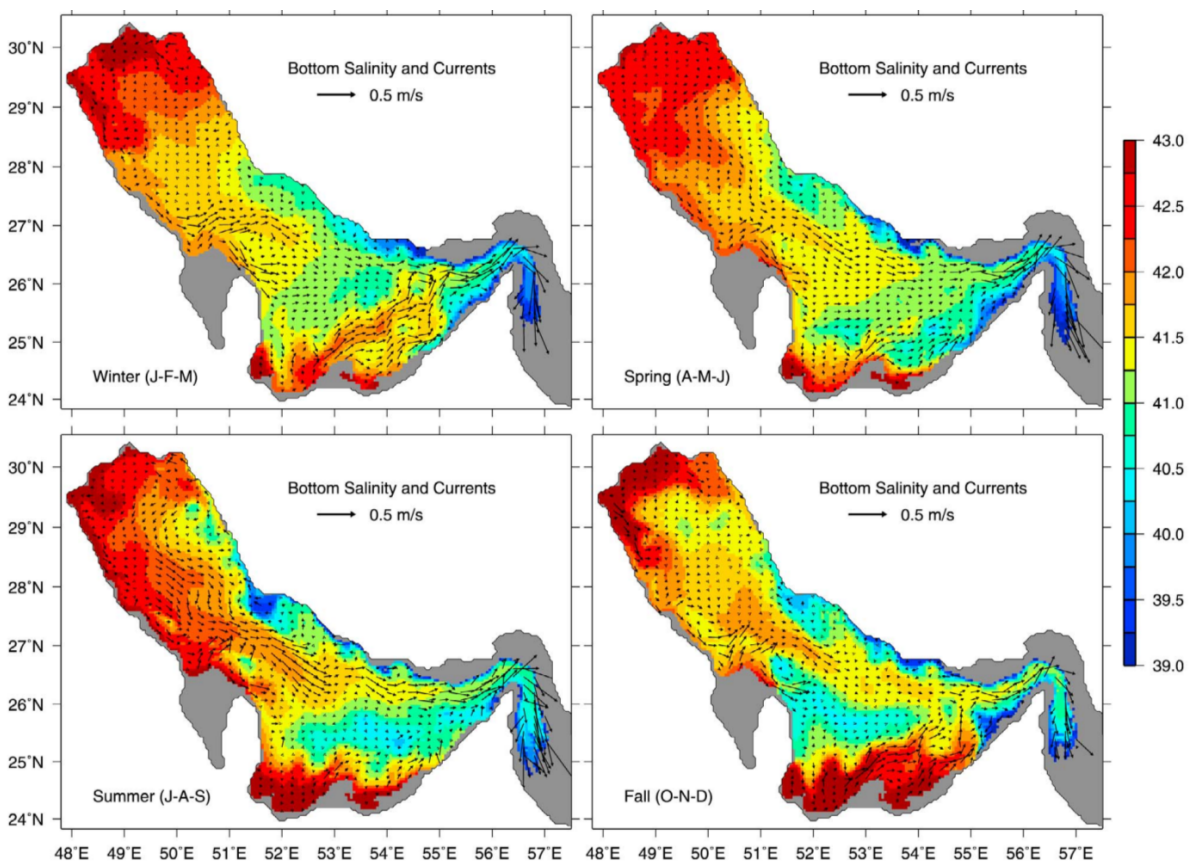 30°N
29°N
28°N
27°N
26°N
25°N
24°N
Bottom Salinity and Currents
0.5 m/s
Winter (J-F-M)
Bottom Salinity and Currents
0.5 m/s
Spring (A-M-J)
43.0
42.5
42.0
41.5
41.0
40.5
40.0
39.5
39.0
30°N
29°N
28°N
27°N
26°N
25°N
24°N
Bottom Salinity and Currents
0.5 m/s
Summer (J-A-S)
Bottom Salinity and Currents
0.5 m/s
Fall (O-N-D)
48°E 49°E 50°E 51°E 52°E 53°E 54°E 55°E 56°E 57°E
48°E 49°E 50°E 51°E 52°E 53°E 54°E 55°E 56°E 57°E